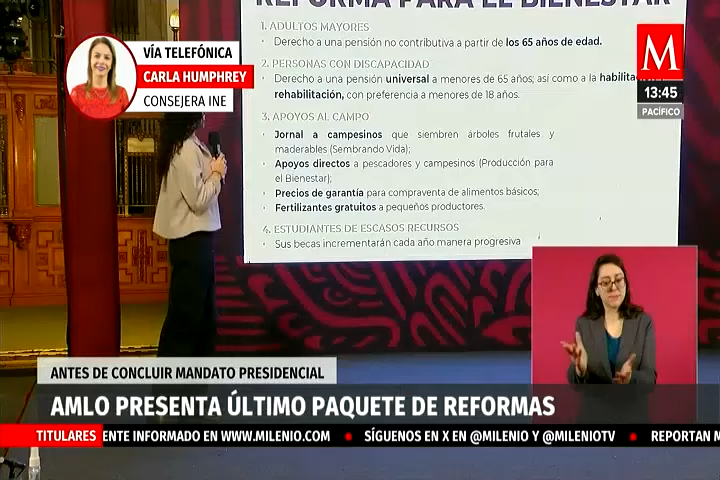 REFORMA PARA EL BIENESTAR
1. ADULTOS MAYORES
Derecho a una pensión no contributiva a partir de los 65 años de edad.
2. PERSONAS CON DISCAPACIDAD
Derecho a una pensión universal a menores de 65 años; así como a la
rehabilitación, con preferencia a menores de 18 años.
3. APOYOS AL CAMPO
Jornal a campesinos que siembren árboles frutales y
maderables (Sembrando Vida);
Apoyos directos a pescadores y campesinos (Producción para
el Bienestar);
Precios de garantía para compraventa de alimentos básicos;
Fertilizantes gratuitos a pequeños productores.
4. ESTUDIANTES DE ESCASOS RECURSOS
Sus becas incrementarán cada año manera progresiva
VÍA TELEFÓNICA
CARLA HUMPHREY
CONSEJERA INE
M
13:45
PACÍFICO
ANTES DE CONCLUIR MANDATO PRESIDENCIAL
AMLO PRESENTA ÚLTIMO PAQUETE DE REFORMAS
TITULARES ENTE INFORMADO EN WWW.MILENIO.COM • SÍGUENOS EN X EN @MILENIO Y @MILENIOTV • REPORTAN M